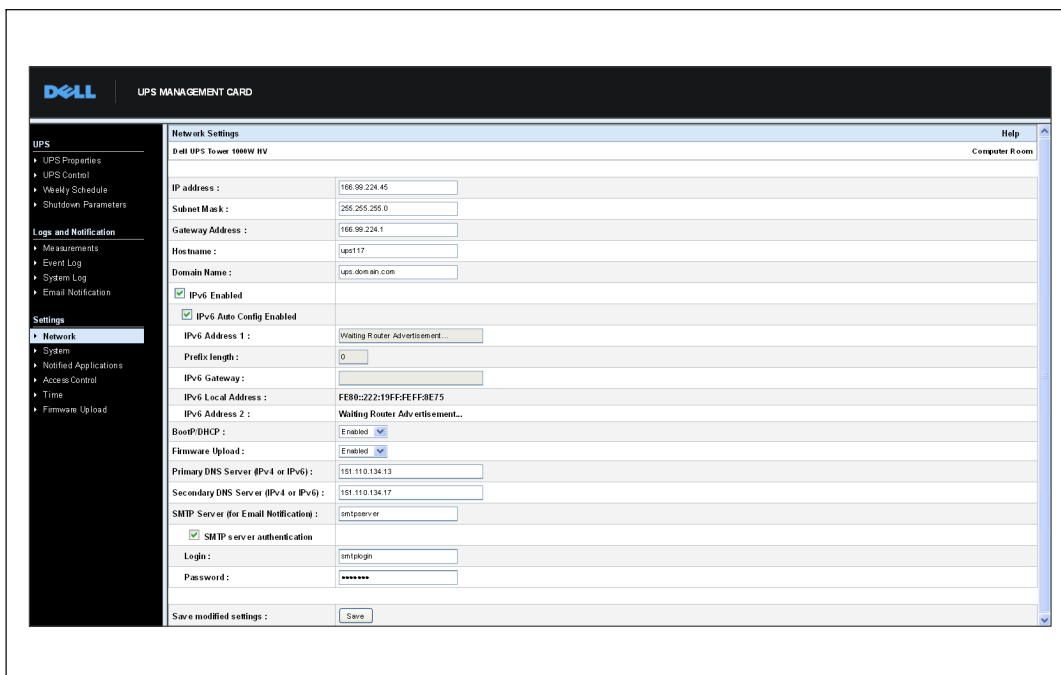 DELL
UPS MANAGEMENT CARD
UPS
UPS Properties
UPS Control
Weekly Schedule
Shutdown Parameters
Logs and Notification
Measurements
Event Log
System Log
Email Notification
Settings
Network
System
Notified Applications
Access Control
Time
Firmware Upload
Network Settings Help
Dell UPS Tower 1000W HV Computer Room
IP address : 166.99.224.45
Subnet Mask : 255.255.255.0
Gateway Address : 166.99.224.1
Hostname : ups117
Domain Name : ups.domain.com
IPv6 Enabled
IPv6 Auto Config Enabled
IPv6 Address 1 : Waiting Router Advertisement...
Prefix length : 0
IPv6 Gateway :
IPv6 Local Address : FE80::222:19FF:FEFF:8E75
IPv6 Address 2 : Waiting Router Advertisement...
BootP/DHCP : Enabled
Firmware Upload : Enabled
Primary DNS Server (IPv4 or IPv6) : 151.110.134.13
Secondary DNS Server (IPv4 or IPv6) : 151.110.134.17
SMTP Server (for Email Notification) : smtpserver
SMTP server authentication
Login : smtplogin
Password : •••••••
Save modified settings : Save